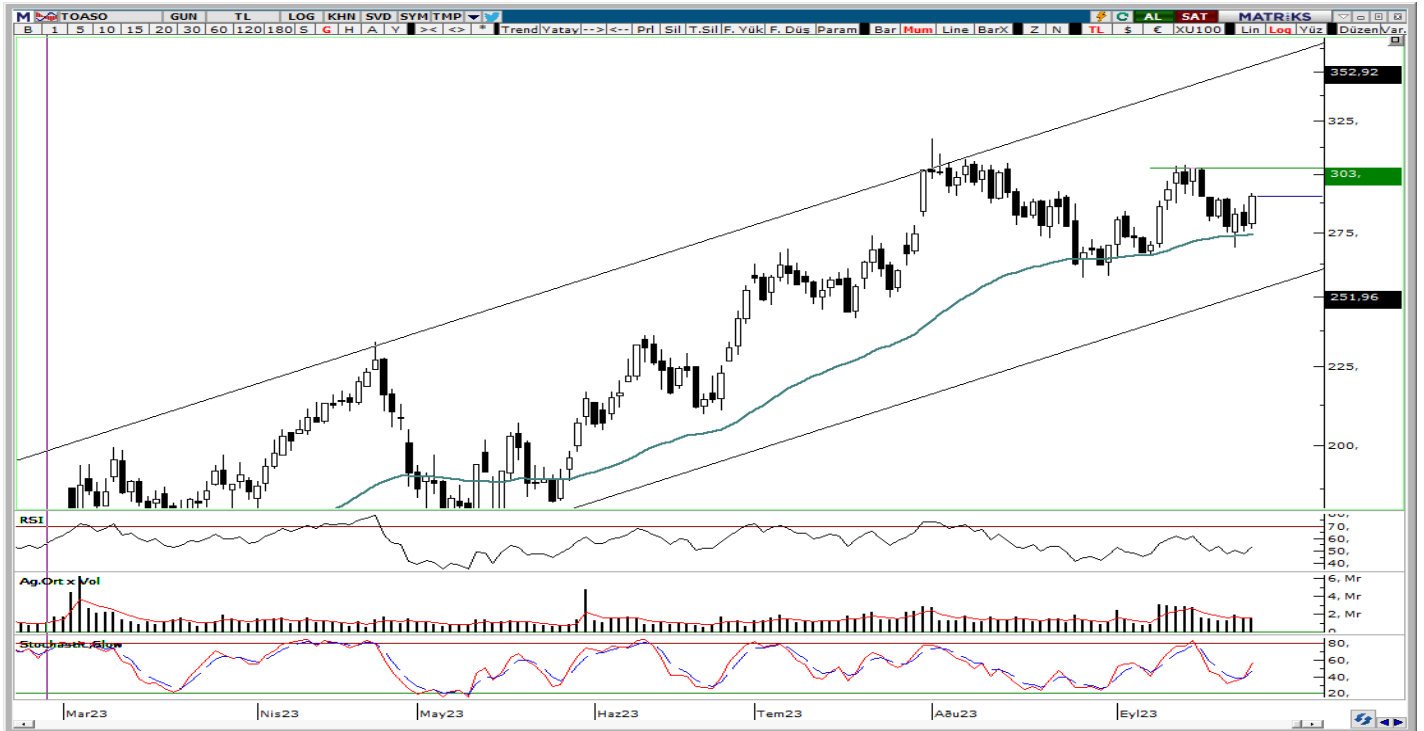 M TOASO GUN TL LOG KHN SVD SYM TMP AL SAT MATRiKS
B 1 5 10 15 20 30 60 120 180 S G H A Y >< <> * Trend Yatay --> <-- Prl Sil T.Sil F. Yük F. Düş Param Bar Mum Line BarX Z N TL $ € XU100 Lin Log Yüz Düzen Var.
352,92
325,
303,
275,
251,96
225,
200,
RSI
80,
70,
60,
50,
40,
Ag.Ort x Vol
6, Mr
4, Mr
2, Mr
0
Stochastic Slow
80,
60,
40,
20,
Mar23 Nis23 May23 Haz23 Tem23 Aðu23 Eyl23